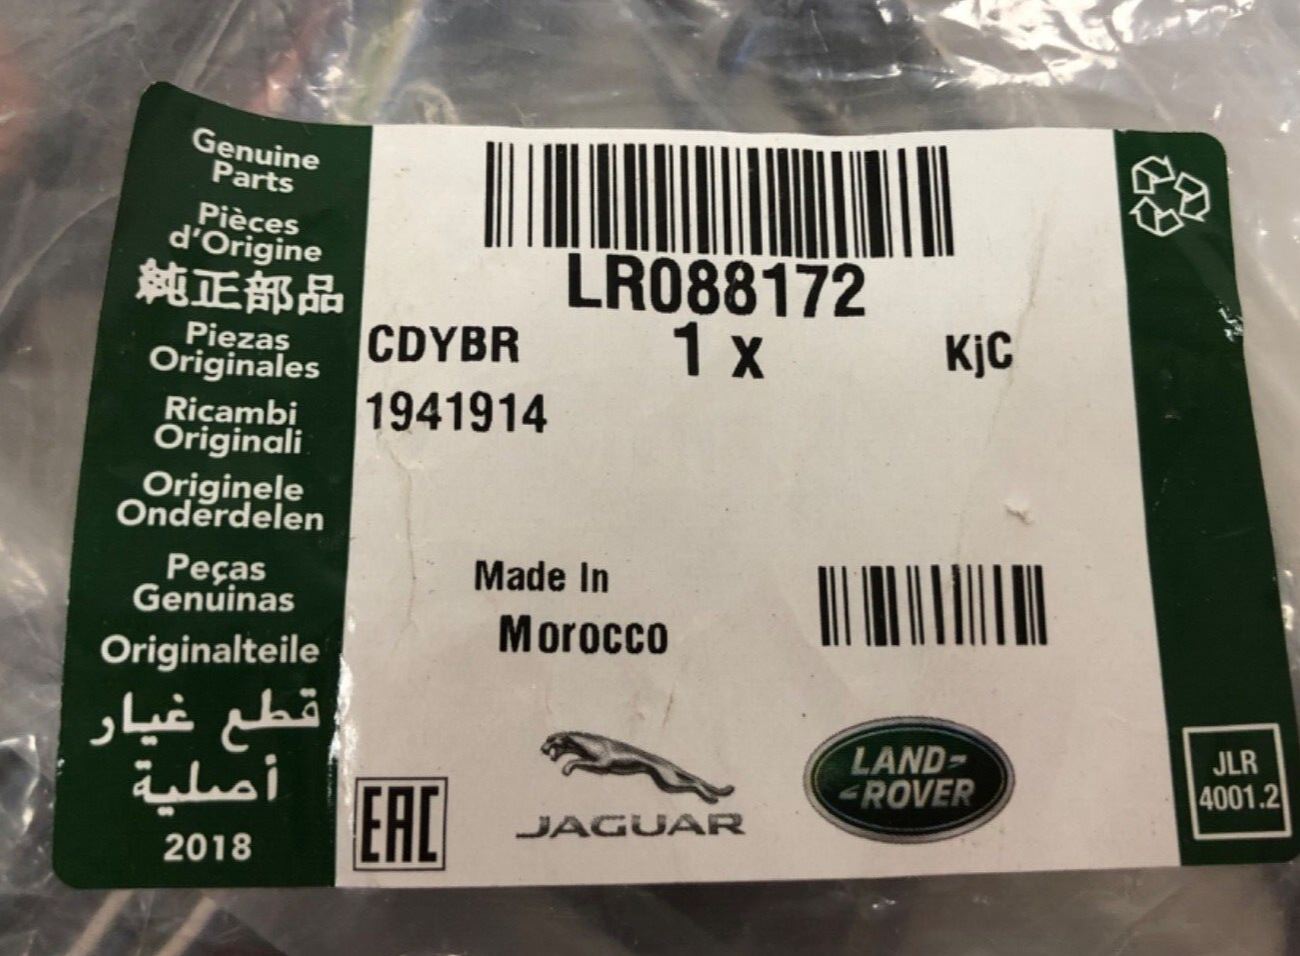 Genuine
Parts
Pièces
d'Origine
純正部品
Piezas
Originales
Ricambi
Originali
Originele
Onderdelen
Peças
Genuinas
Originalteile
قطع غيار
أصلية
2018
LR088172
CDYBR 1 x KjC
1941914
Made In
Morocco
EAC
JAGUAR
LAND-
-ROVER
JLR
4001.2